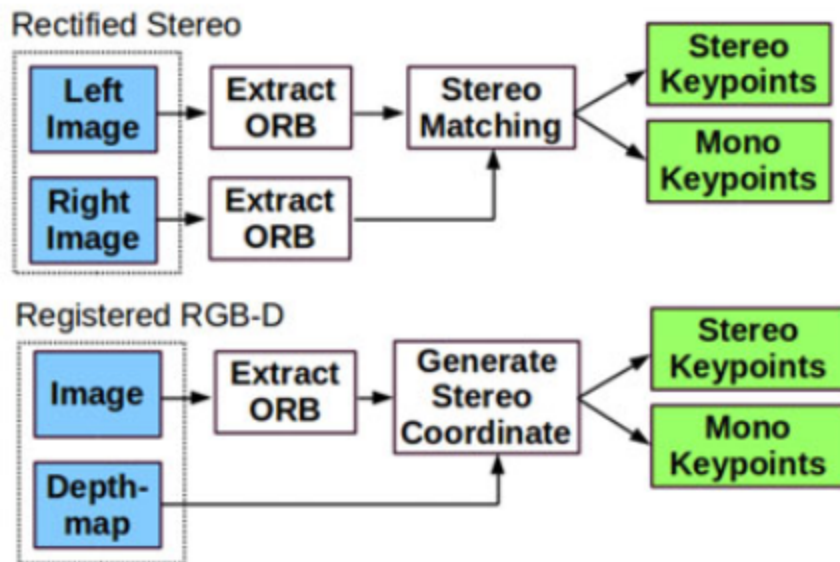 Rectified Stereo
Left
Image
Extract
ORB
Stereo
Matching
Stereo
Keypoints
Mono
Keypoints
Right
Image
Extract
ORB
Registered RGB-D
Image
Extract
ORB
Generate
Stereo
Coordinate
Stereo
Keypoints
Mono
Keypoints
Depth-
map